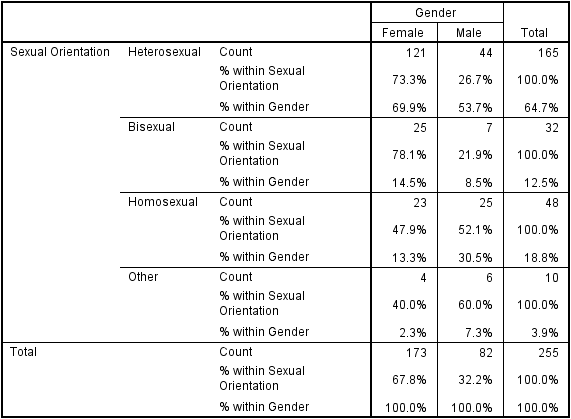 Gender
Female Male Total
Sexual Orientation Heterosexual Count 121 44 165
% within Sexual
Orientation 73.3% 26.7% 100.0%
% within Gender 69.9% 53.7% 64.7%
Bisexual Count 25 7 32
% within Sexual
Orientation 78.1% 21.9% 100.0%
% within Gender 14.5% 8.5% 12.5%
Homosexual Count 23 25 48
% within Sexual
Orientation 47.9% 52.1% 100.0%
% within Gender 13.3% 30.5% 18.8%
Other Count 4 6 10
% within Sexual
Orientation 40.0% 60.0% 100.0%
% within Gender 2.3% 7.3% 3.9%
Total Count 173 82 255
% within Sexual
Orientation 67.8% 32.2% 100.0%
% within Gender 100.0% 100.0% 100.0%